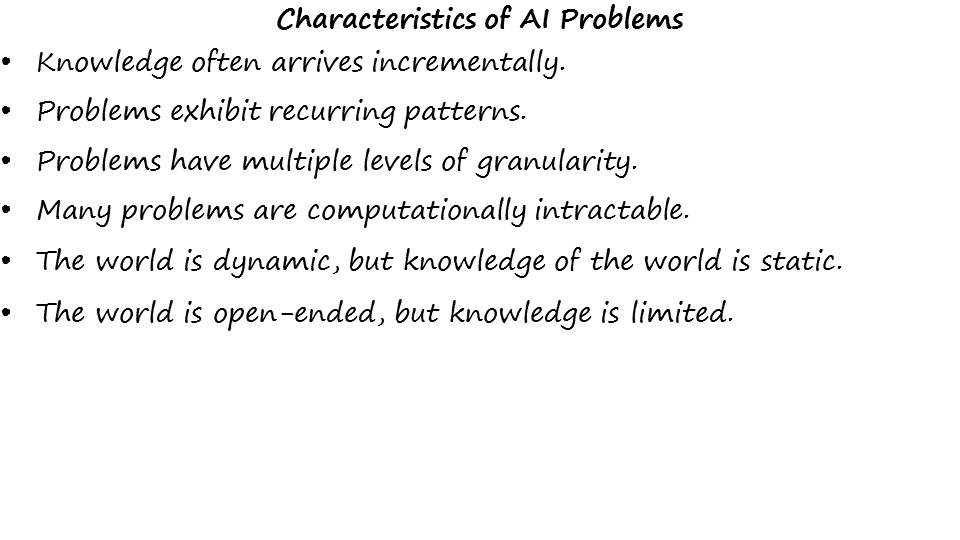 Characteristics of AI Problems
• Knowledge often arrives incrementally.
• Problems exhibit recurring patterns.
• Problems have multiple levels of granularity.
• Many problems are computationally intractable.
• The world is dynamic, but knowledge of the world is static.
• The world is open-ended, but knowledge is limited.